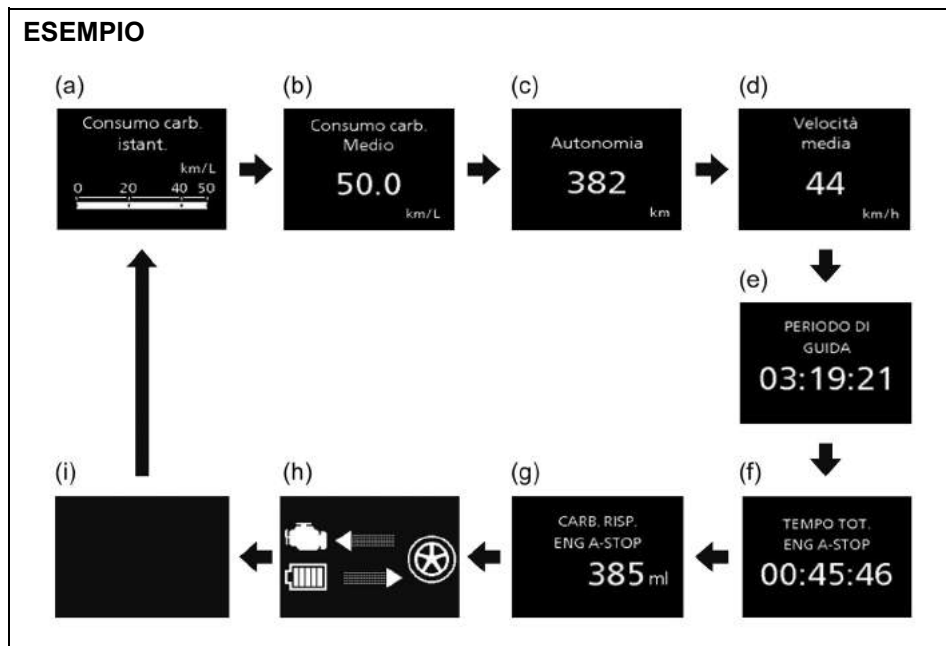 ESEMPIO
(a)
Consumo carb.
istant.
km/L
0 20 40 50
(b)
Consumo carb.
Medio
50.0
km/L
(c)
Autonomia
382
km
(d)
Velocità
media
44
km/h
(e)
PERIODO DI
GUIDA
03:19:21
(f)
TEMPO TOT.
ENG A-STOP
00:45:46
(g)
CARB. RISP.
ENG A-STOP
385 ml
(h)
(i)